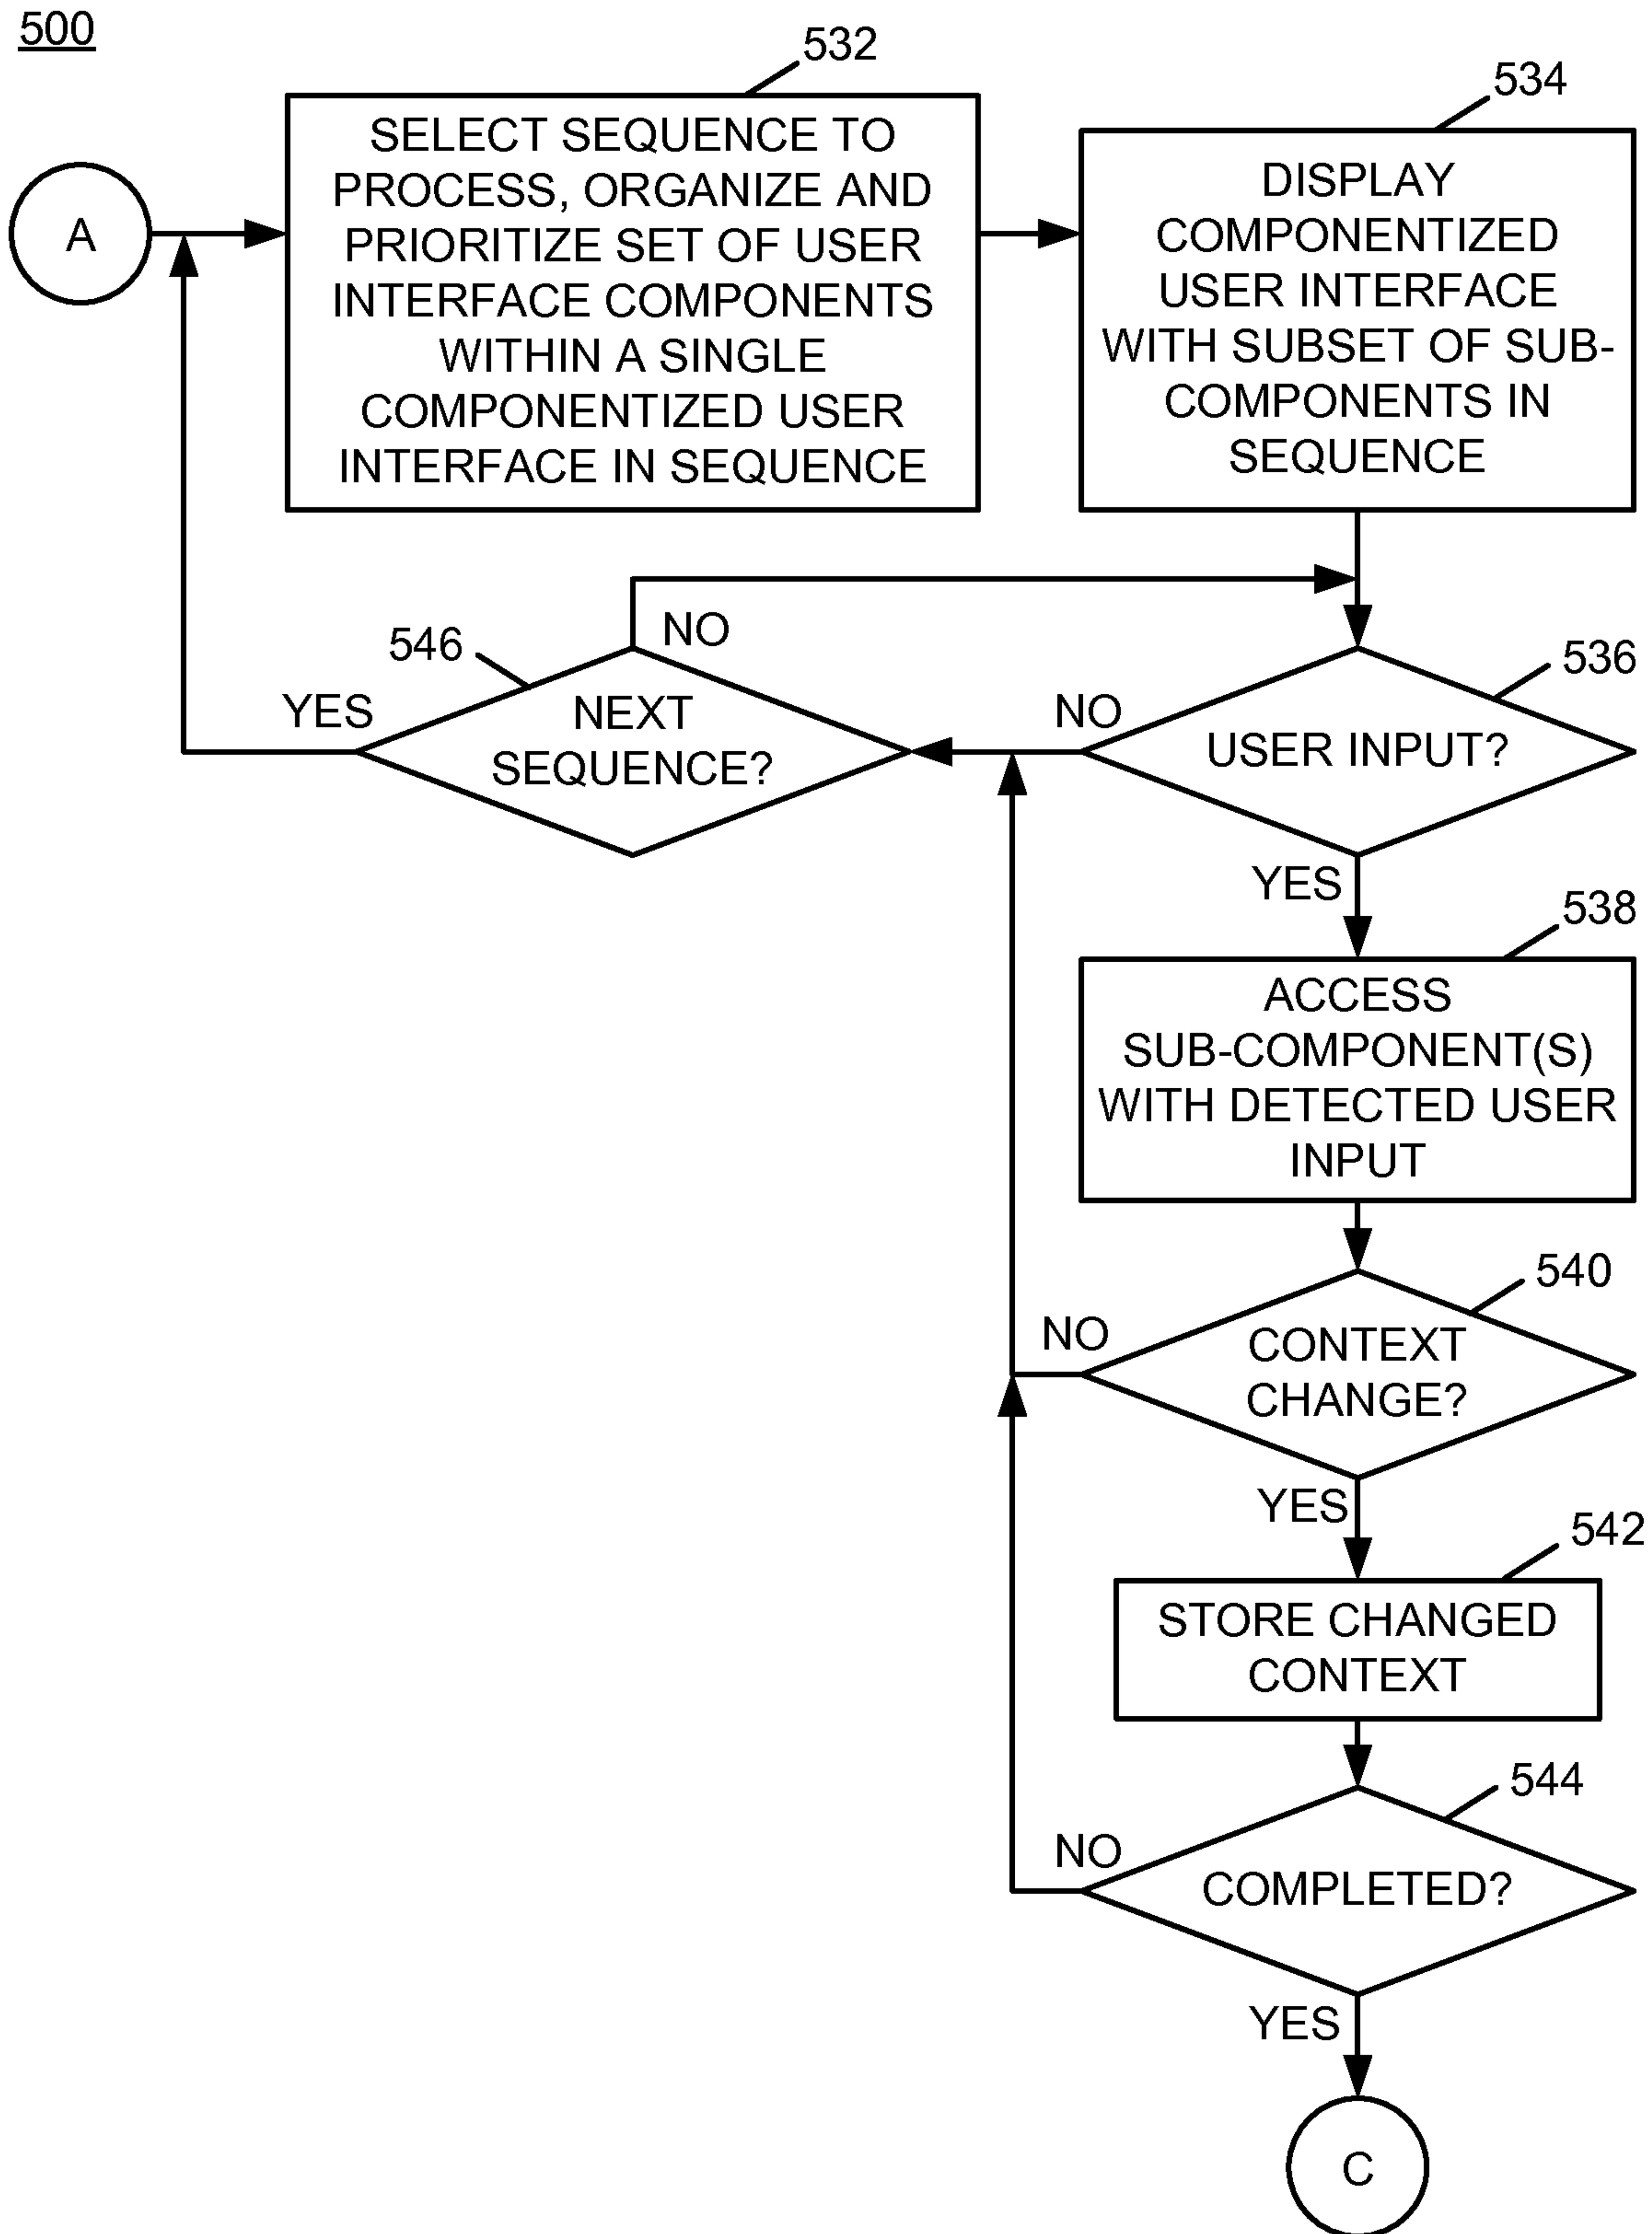 500
532
534
A
SELECT SEQUENCE TO
PROCESS, ORGANIZE AND
PRIORITIZE SET OF USER
INTERFACE COMPONENTS
WITHIN A SINGLE
COMPONENTIZED USER
INTERFACE IN SEQUENCE
DISPLAY
COMPONENTIZED
USER INTERFACE
WITH SUBSET OF SUB-
COMPONENTS IN
SEQUENCE
546
NO
YES
NEXT
SEQUENCE?
536
NO
USER INPUT?
YES
538
ACCESS
SUB-COMPONENT(S)
WITH DETECTED USER
INPUT
540
NO
CONTEXT
CHANGE?
YES
542
STORE CHANGED
CONTEXT
544
NO
COMPLETED?
YES
C